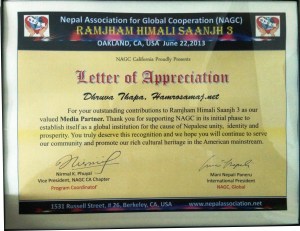 Nepal Association for Global Cooperation (NAGC)
RAMJHAM HIMALI SAANJH 3
OAKLAND, CA, USA June 22,2013
NAGC California Proudly Presents
Letter of Appreciation
Dhruva Thapa, Hamrosamaj.net
For your outstanding contributions to Ramjham Himali Saanjh 3 as our
valued Media Partner. Thank you for supporting NAGC in its initial phase to
establish itself as a global institution for the cause of Nepalese unity, identity and
prosperity. You truly deserve this recognition and we hope you will continue to serve
our community and promote our rich cultural heritage in the American mainstream.
Nirmal K. Phuyal
Vice President, NAGC CA Chapter
Program Coordinator
Mani Nepali
International President
NAGC, Global
1531 Russell Street, # 26, Berkeley, CA, USA www.nepalassociation.net